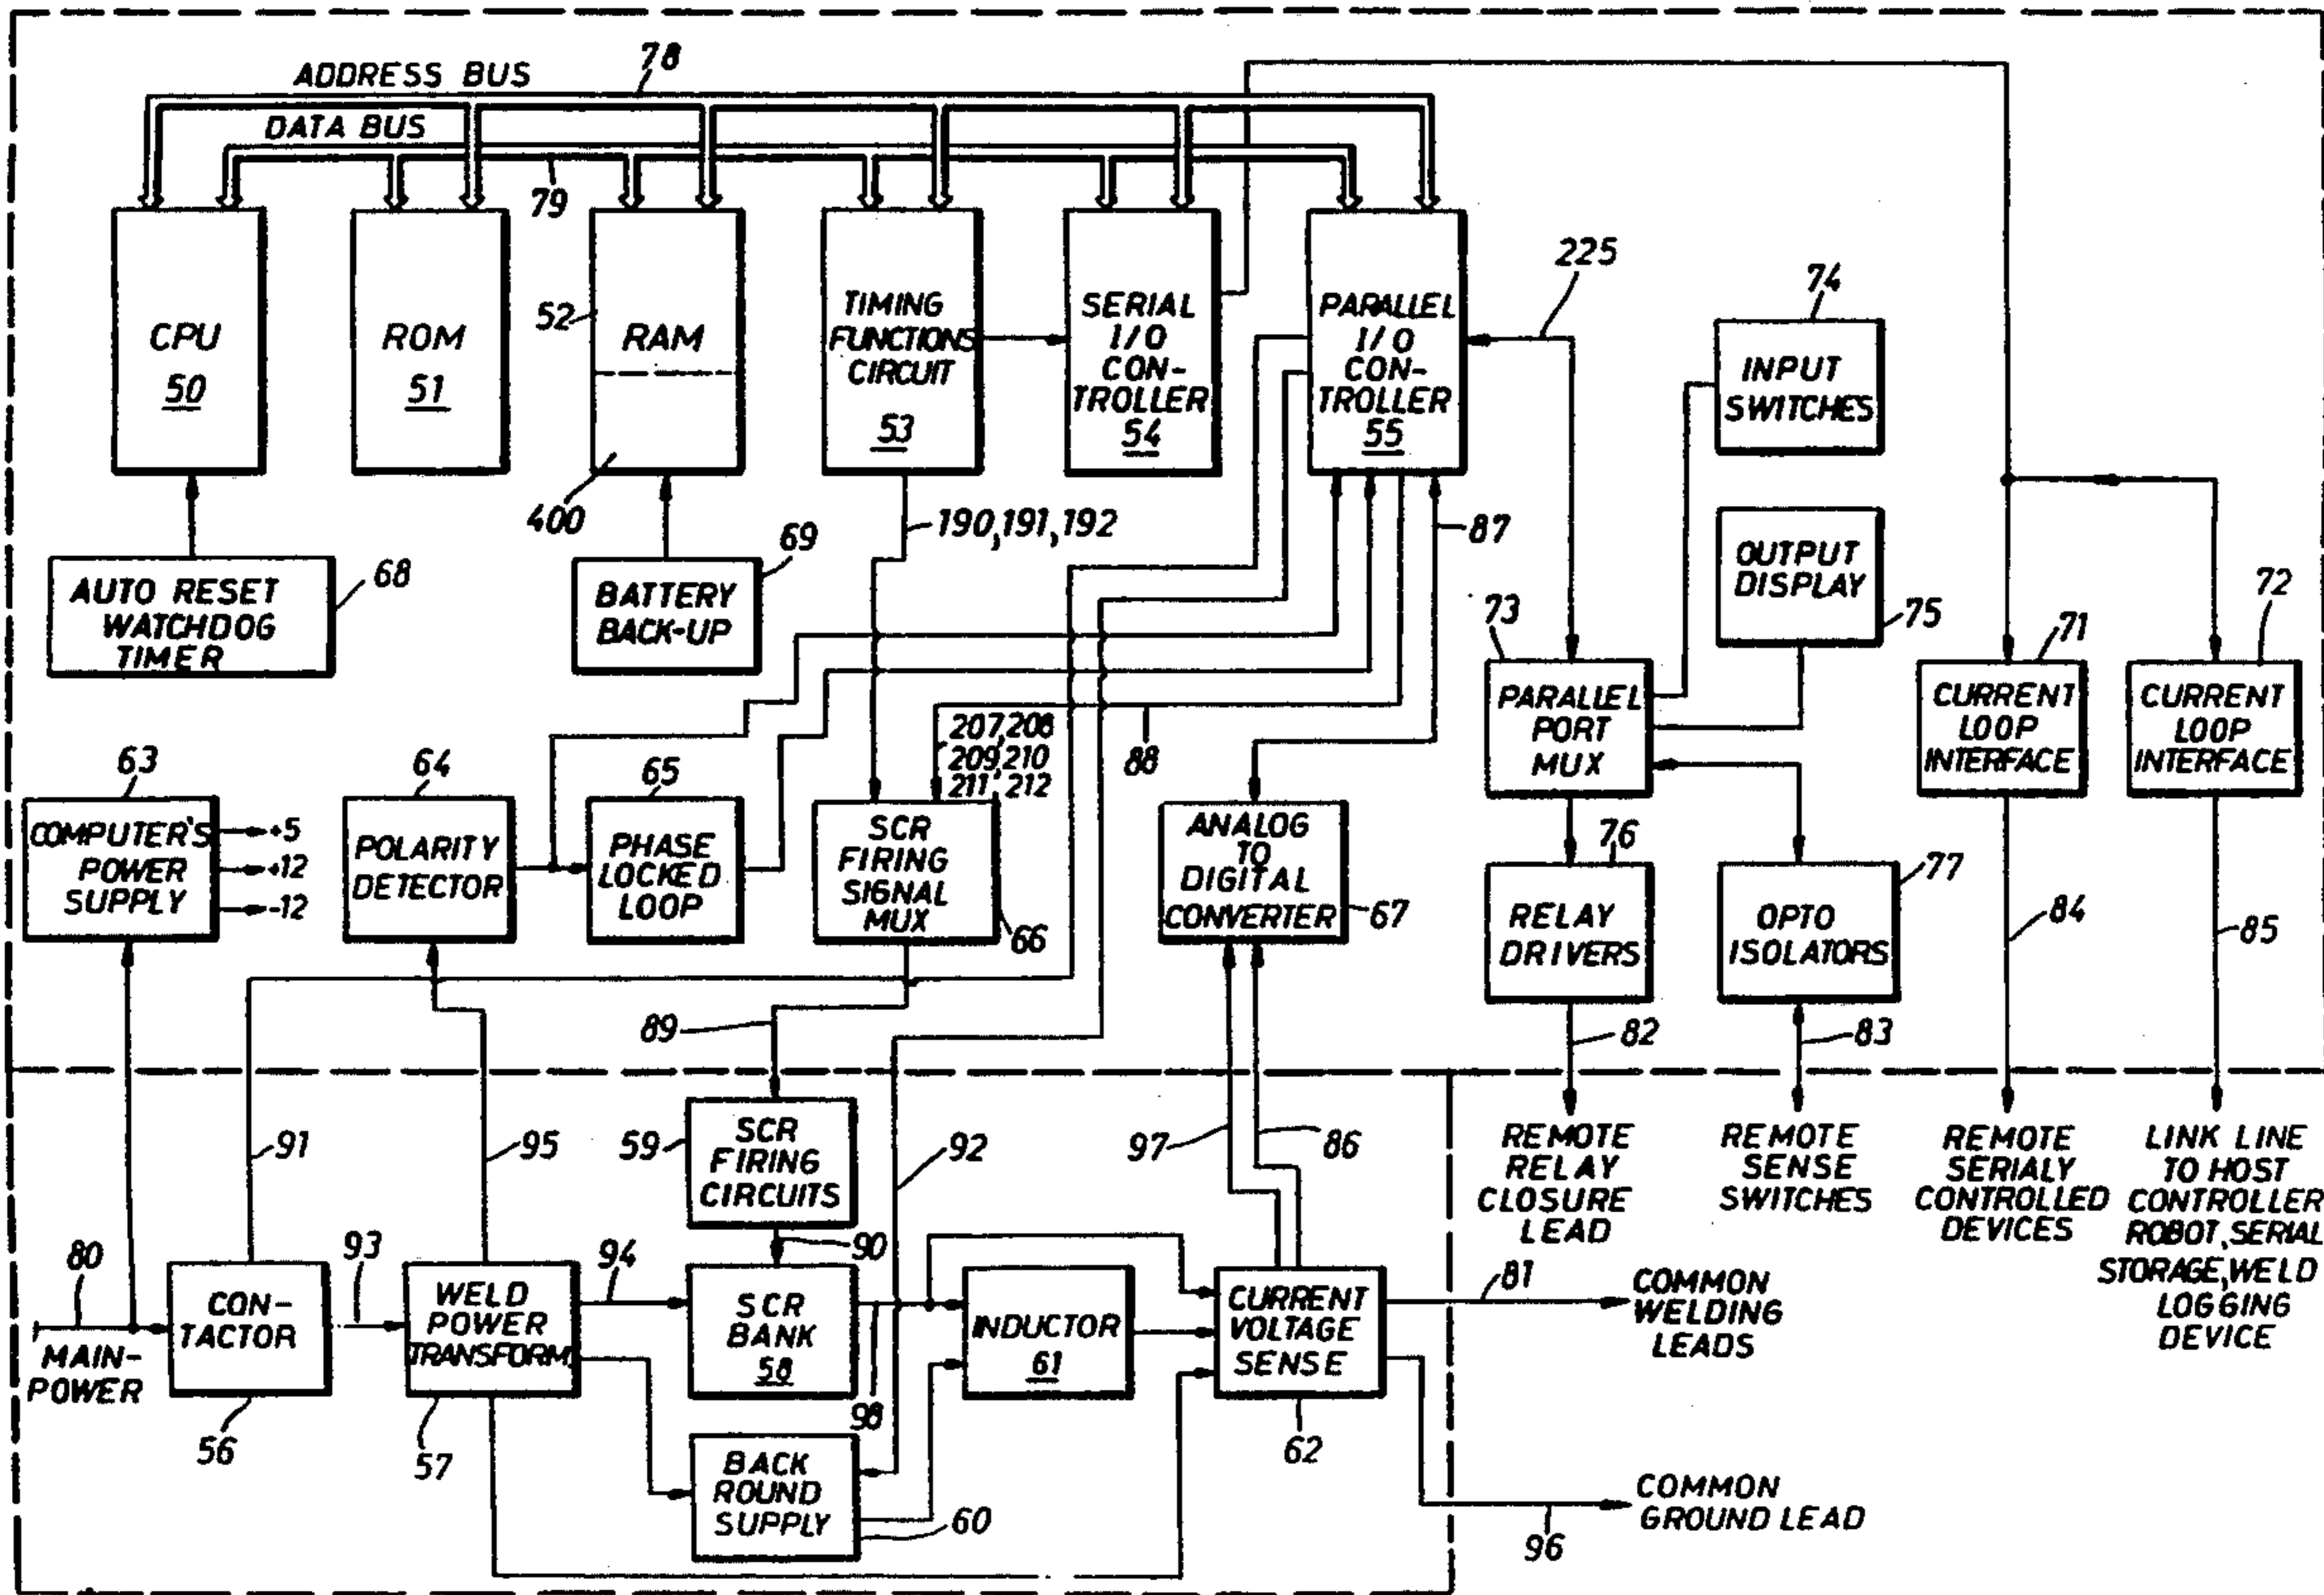 78
ADDRESS BUS
DATA BUS
79
CPU
50
ROM
51
52
RAM
400
TIMING
FUNCTIONS
CIRCUIT
53
SERIAL
I/O
CON-
TROLLER
54
PARALLEL
I/O
CON-
TROLLER
55
225
74
INPUT
SWITCHES
AUTO RESET
WATCHDOG
TIMER
68
BATTERY
BACK-UP
69
190,191,192
87
OUTPUT
DISPLAY
75
73
PARALLEL
PORT
MUX
71
CURRENT
LOOP
INTERFACE
72
CURRENT
LOOP
INTERFACE
207,208
209,210
211,212
88
63
COMPUTER'S
POWER
SUPPLY
+5
+12
-12
64
POLARITY
DETECTOR
65
PHASE
LOCKED
LOOP
SCR
FIRING
SIGNAL
MUX
66
ANALOG
TO
DIGITAL
CONVERTER
67
76
RELAY
DRIVERS
77
OPTO
ISOLATORS
84
85
89
82
83
91
95
59
SCR
FIRING
CIRCUITS
92
97
86
REMOTE
RELAY
CLOSURE
LEAD
REMOTE
SENSE
SWITCHES
REMOTE
SERIALY
CONTROLLED
DEVICES
LINK LINE
TO HOST
CONTROLLER
ROBOT,SERIAL
STORAGE,WELD
LOGGING
DEVICE
90
80
MAIN-
POWER
CON-
TACTOR
56
93
WELD
POWER
TRANSFORM.
57
94
SCR
BANK
58
98
INDUCTOR
61
CURRENT
VOLTAGE
SENSE
62
81
COMMON
WELDING
LEADS
BACK
ROUND
SUPPLY
60
COMMON
GROUND LEAD
96